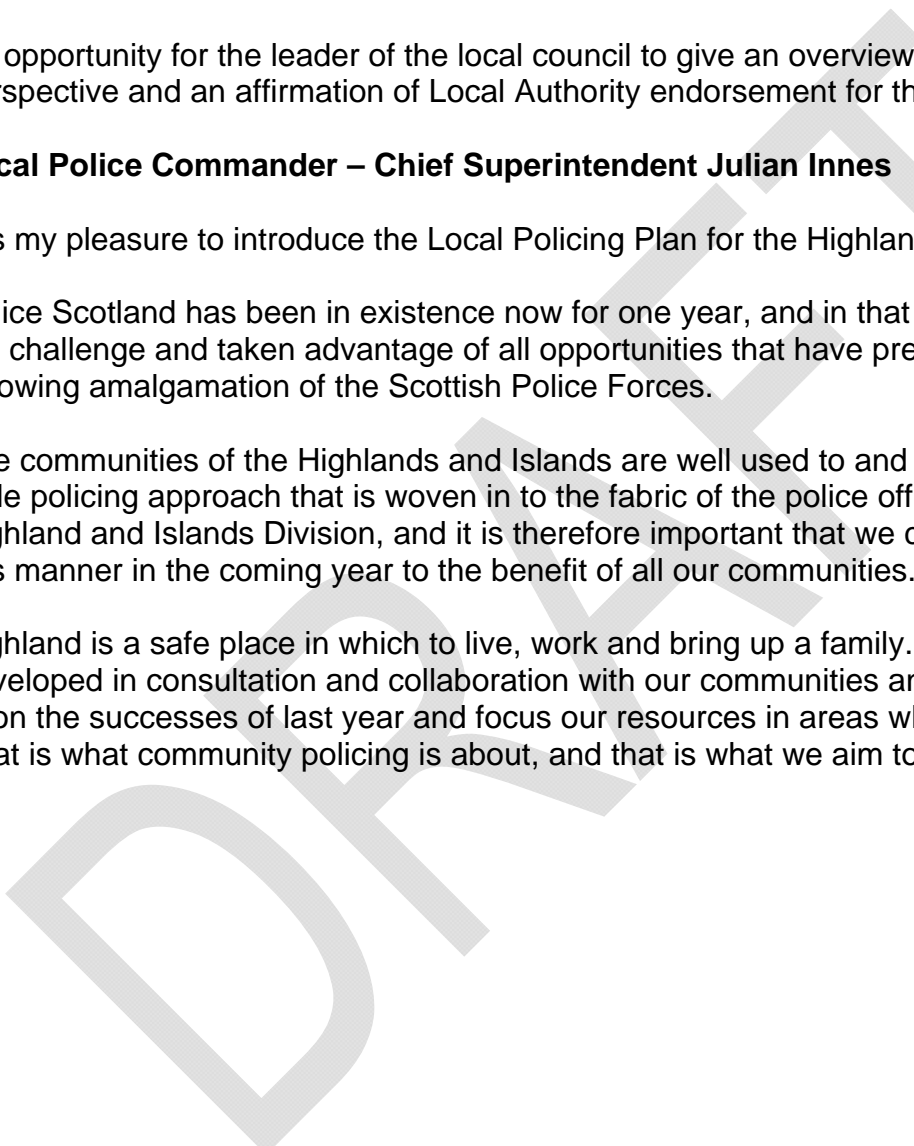 opportunity for the leader of the local council to give an overview
rspective and an affirmation of Local Authority endorsement for th
cal Police Commander – Chief Superintendent Julian Innes
s my pleasure to introduce the Local Policing Plan for the Highlan
ice Scotland has been in existence now for one year, and in that
challenge and taken advantage of all opportunities that have pre
owing amalgamation of the Scottish Police Forces.
e communities of the Highlands and Islands are well used to and
le policing approach that is woven in to the fabric of the police off
ghland and Islands Division, and it is therefore important that we c
s manner in the coming year to the benefit of all our communities.
ghland is a safe place in which to live, work and bring up a family.
veloped in consultation and collaboration with our communities an
on the successes of last year and focus our resources in areas wh
at is what community policing is about, and that is what we aim to
DRAFT